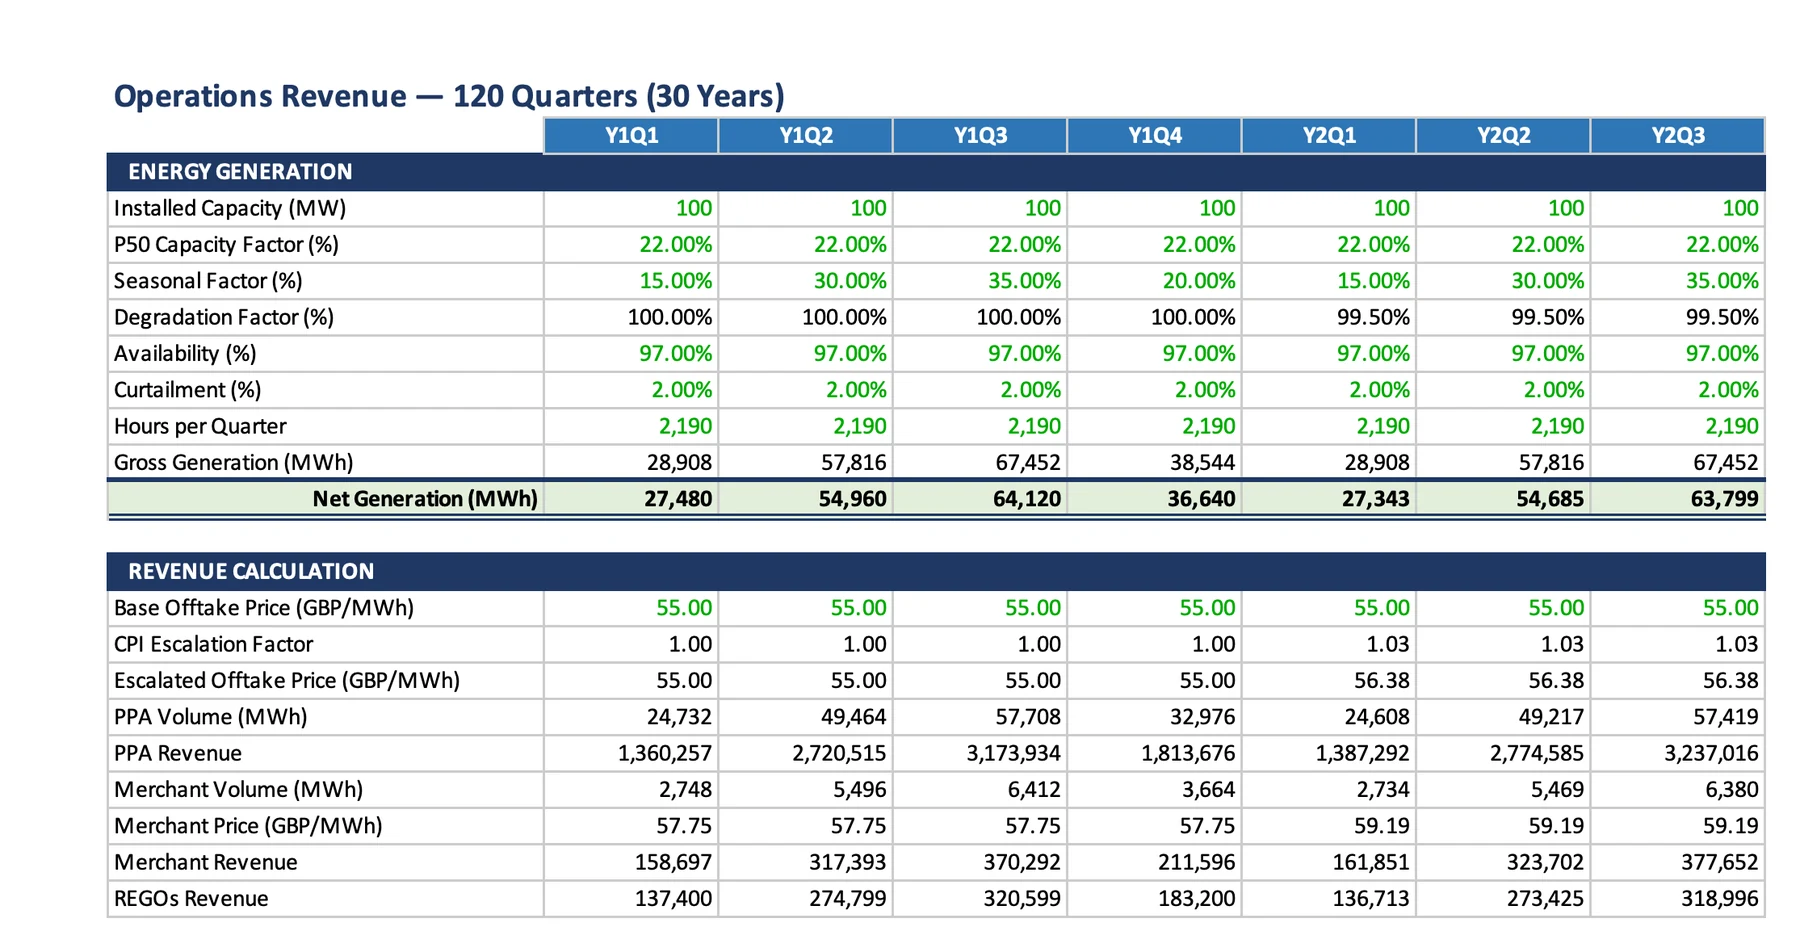 Operations Revenue — 120 Quarters (30 Years)
Y1Q1 Y1Q2 Y1Q3 Y1Q4 Y2Q1 Y2Q2 Y2Q3
ENERGY GENERATION
Installed Capacity (MW) 100 100 100 100 100 100 100
P50 Capacity Factor (%) 22.00% 22.00% 22.00% 22.00% 22.00% 22.00% 22.00%
Seasonal Factor (%) 15.00% 30.00% 35.00% 20.00% 15.00% 30.00% 35.00%
Degradation Factor (%) 100.00% 100.00% 100.00% 100.00% 99.50% 99.50% 99.50%
Availability (%) 97.00% 97.00% 97.00% 97.00% 97.00% 97.00% 97.00%
Curtailment (%) 2.00% 2.00% 2.00% 2.00% 2.00% 2.00% 2.00%
Hours per Quarter 2,190 2,190 2,190 2,190 2,190 2,190 2,190
Gross Generation (MWh) 28,908 57,816 67,452 38,544 28,908 57,816 67,452
Net Generation (MWh) 27,480 54,960 64,120 36,640 27,343 54,685 63,799
REVENUE CALCULATION
Base Offtake Price (GBP/MWh) 55.00 55.00 55.00 55.00 55.00 55.00 55.00
CPI Escalation Factor 1.00 1.00 1.00 1.00 1.03 1.03 1.03
Escalated Offtake Price (GBP/MWh) 55.00 55.00 55.00 55.00 56.38 56.38 56.38
PPA Volume (MWh) 24,732 49,464 57,708 32,976 24,608 49,217 57,419
PPA Revenue 1,360,257 2,720,515 3,173,934 1,813,676 1,387,292 2,774,585 3,237,016
Merchant Volume (MWh) 2,748 5,496 6,412 3,664 2,734 5,469 6,380
Merchant Price (GBP/MWh) 57.75 57.75 57.75 57.75 59.19 59.19 59.19
Merchant Revenue 158,697 317,393 370,292 211,596 161,851 323,702 377,652
REGOs Revenue 137,400 274,799 320,599 183,200 136,713 273,425 318,996